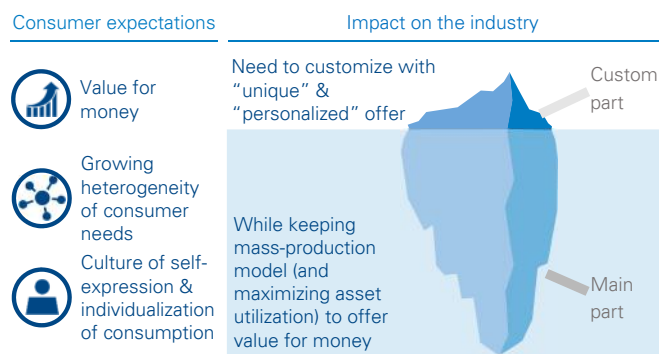 Consumer expectations
Impact on the industry
Value for
money
Growing
heterogeneity
of consumer
needs
Culture of self-
expression &
individualization
of consumption
Need to customize with
“unique” &
“personalized” offer
Custom
part
While keeping
mass-production
model (and
maximizing asset
utilization) to offer
value for money
Main
part